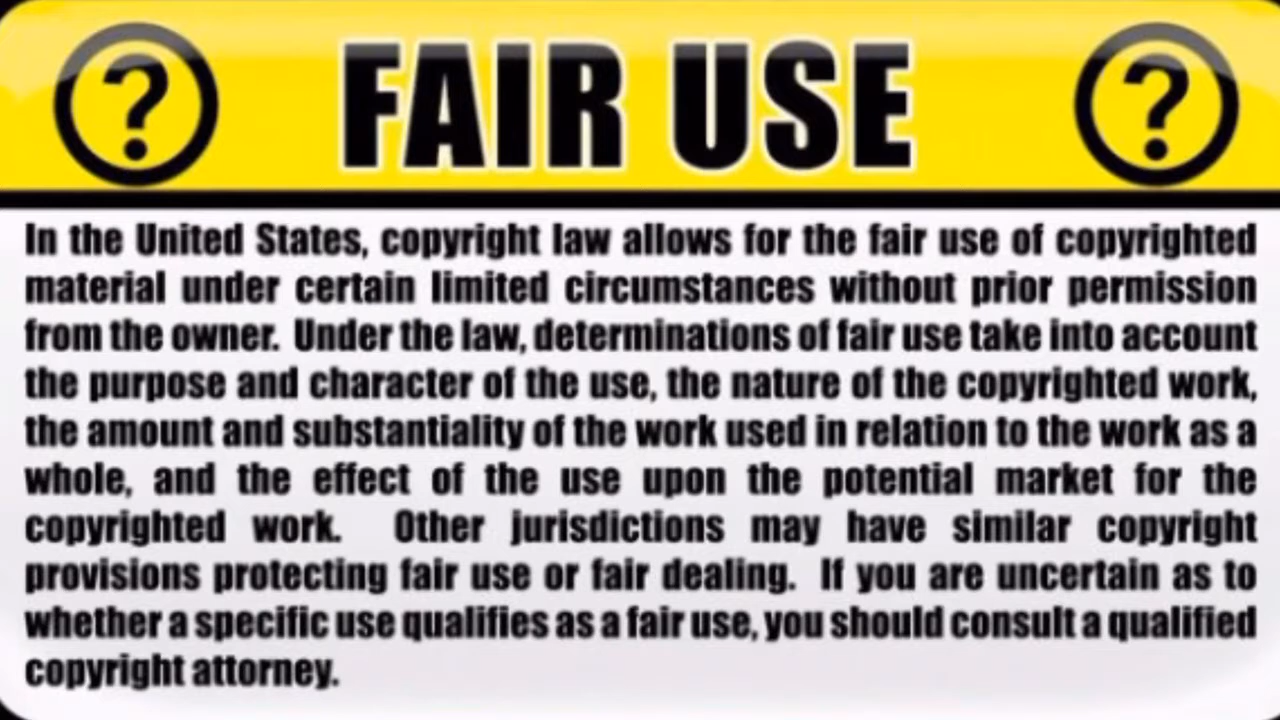 ? FAIR USE ?
In the United States, copyright law allows for the fair use of copyrighted
material under certain limited circumstances without prior permission
from the owner. Under the law, determinations of fair use take into account
the purpose and character of the use, the nature of the copyrighted work,
the amount and substantiality of the work used in relation to the work as a
whole, and the effect of the use upon the potential market for the
copyrighted work. Other jurisdictions may have similar copyright
provisions protecting fair use or fair dealing. If you are uncertain as to
whether a specific use qualifies as a fair use, you should consult a qualified
copyright attorney.